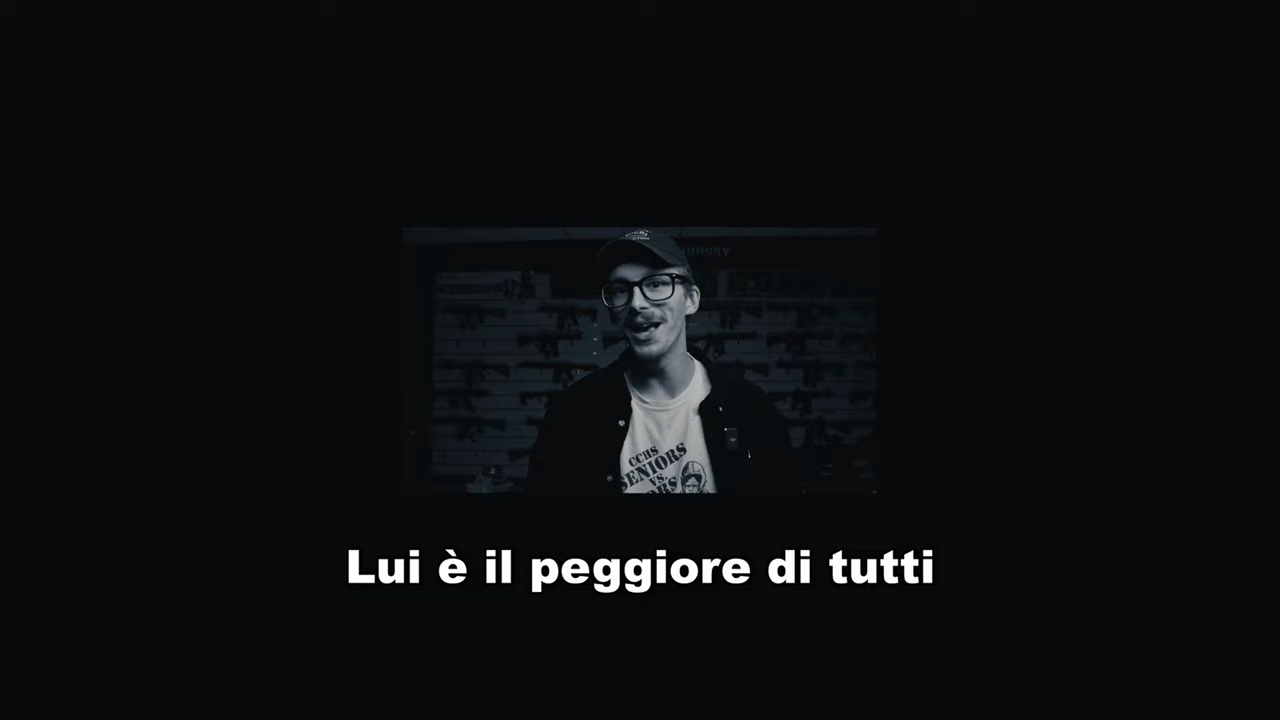 CCHS
SENIORS
VS.
Lui è il peggiore di tutti